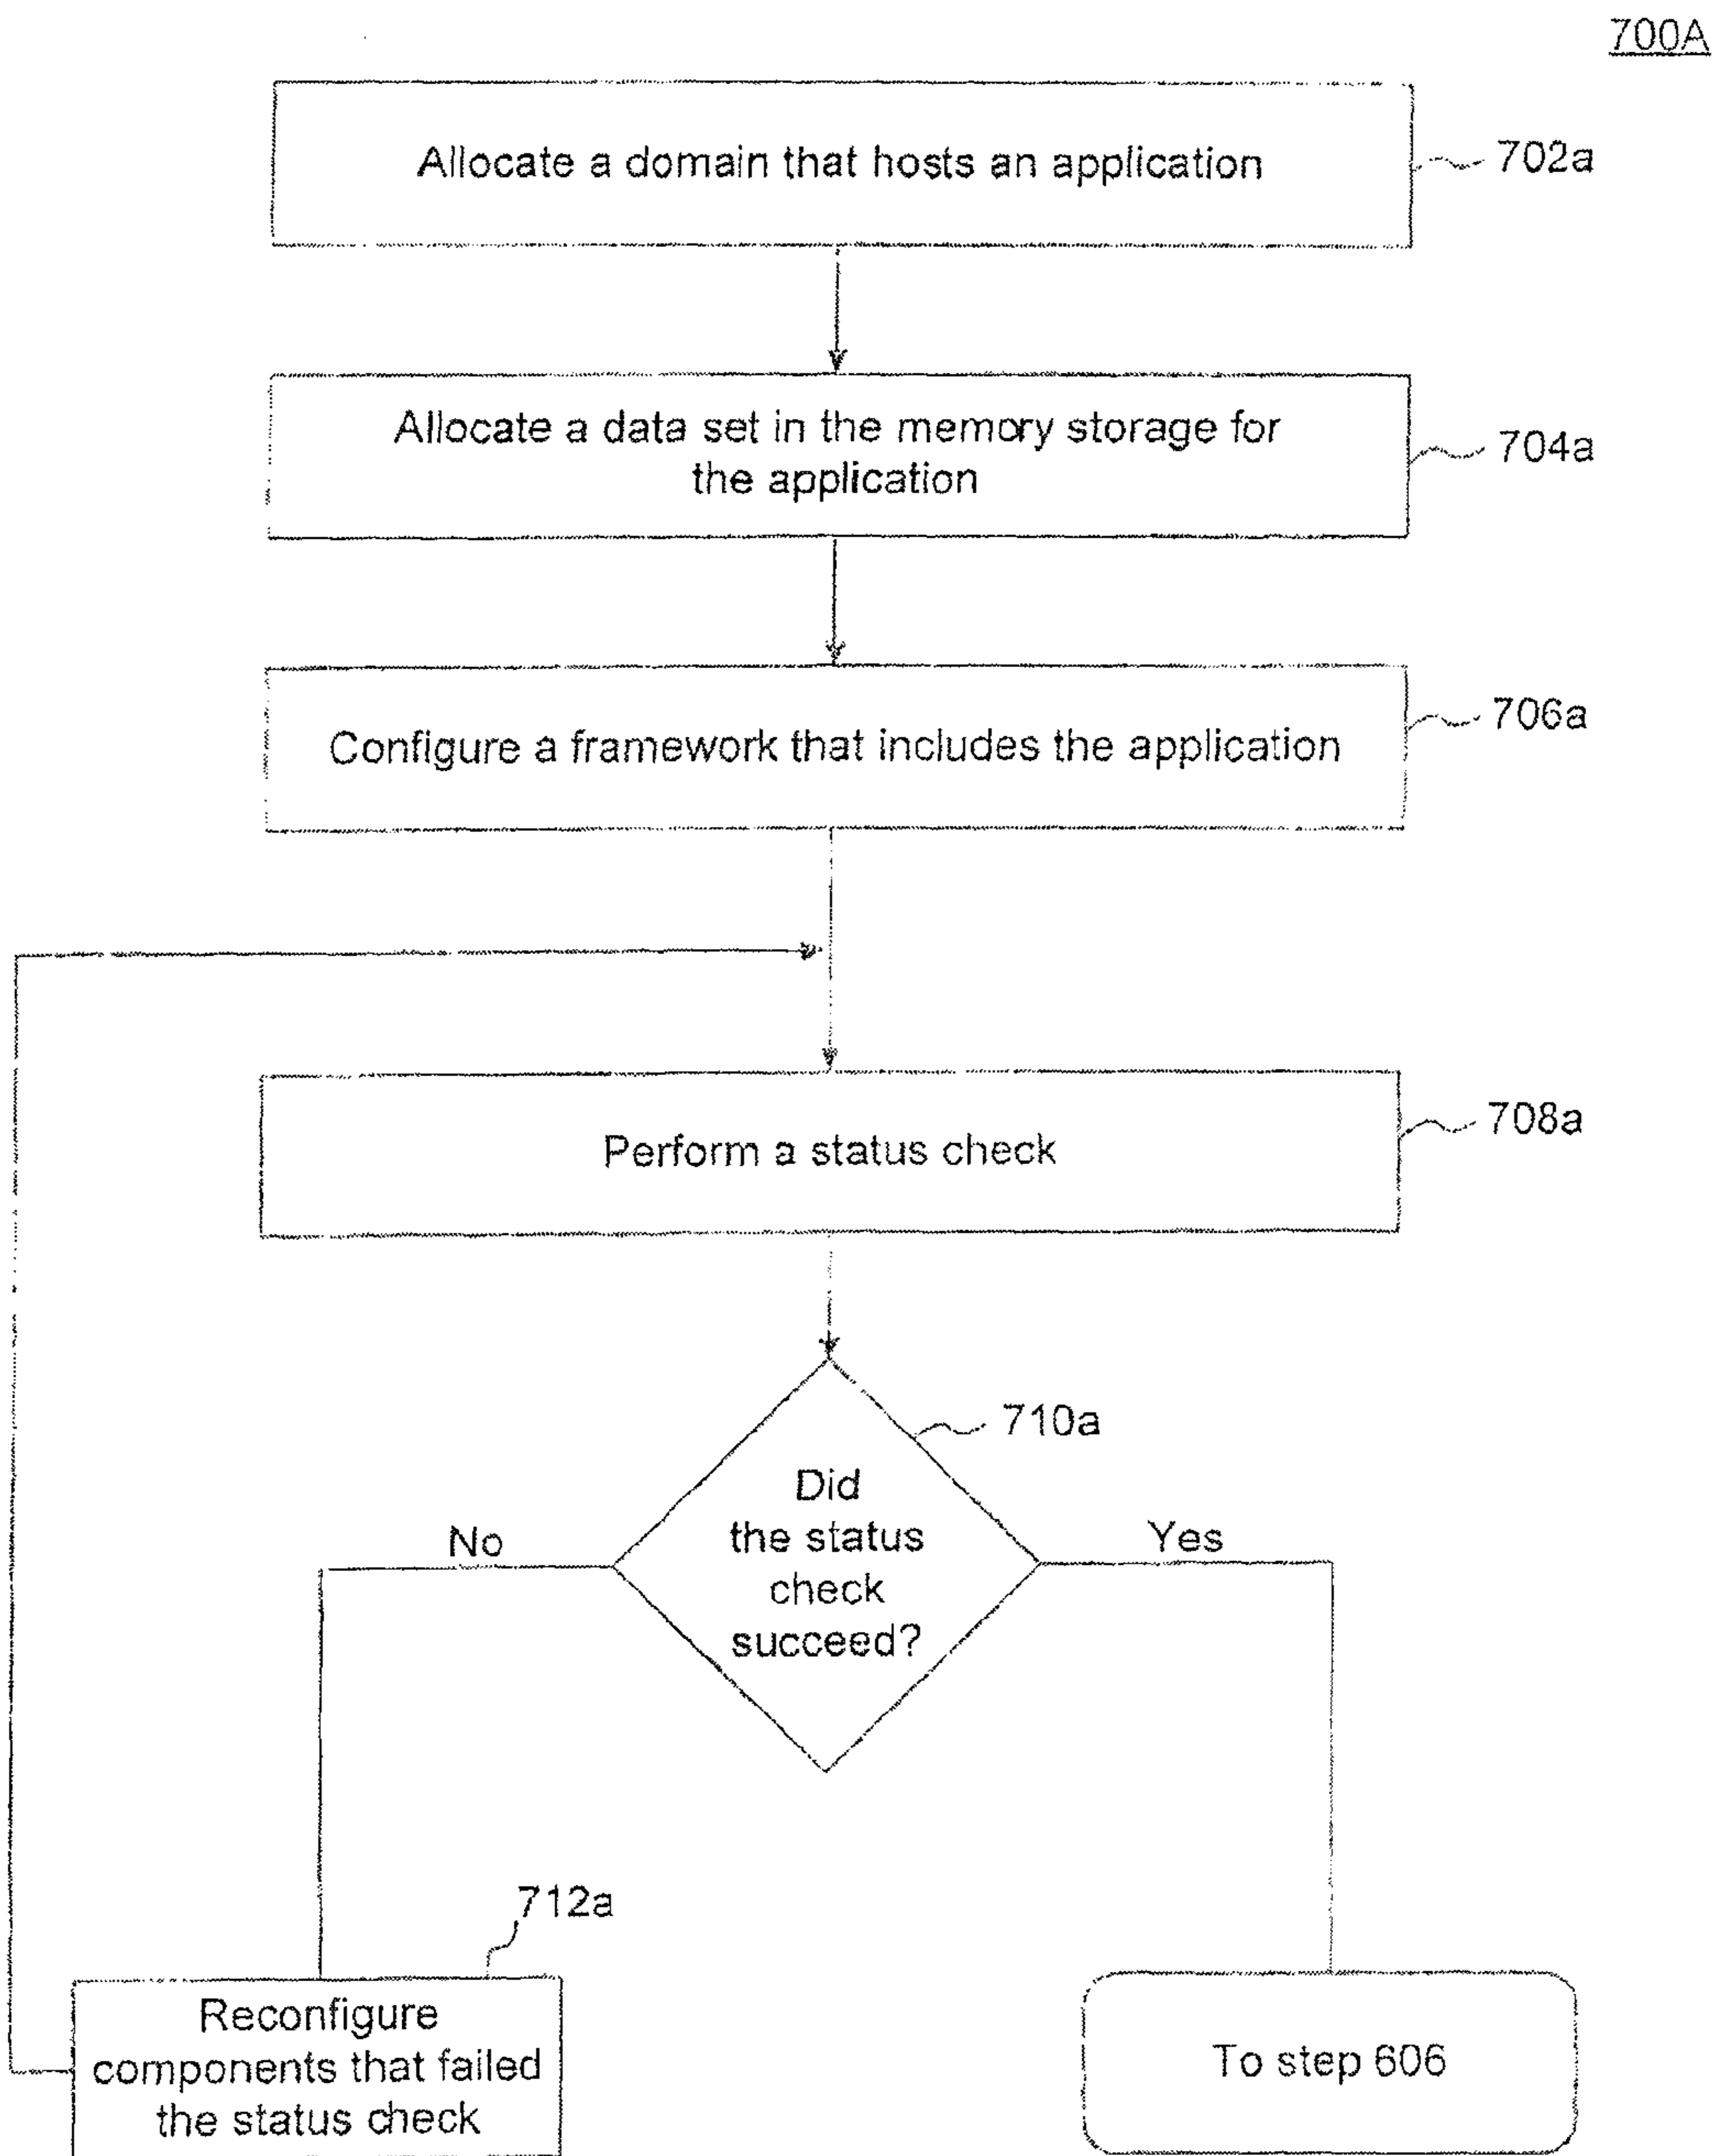 700A
Allocate a domain that hosts an application
702a
Allocate a data set in the memory storage for
the application
704a
Configure a framework that includes the application
706a
Perform a status check
708a
710a
Did
the status
check
succeed?
No
Yes
712a
Reconfigure
components that failed
the status check
To step 606